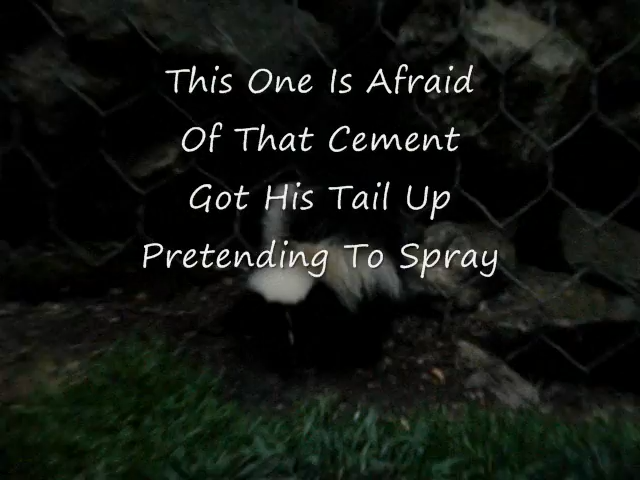 This One Is Afraid
Of That Cement
Got His Tail Up
Pretending To Spray